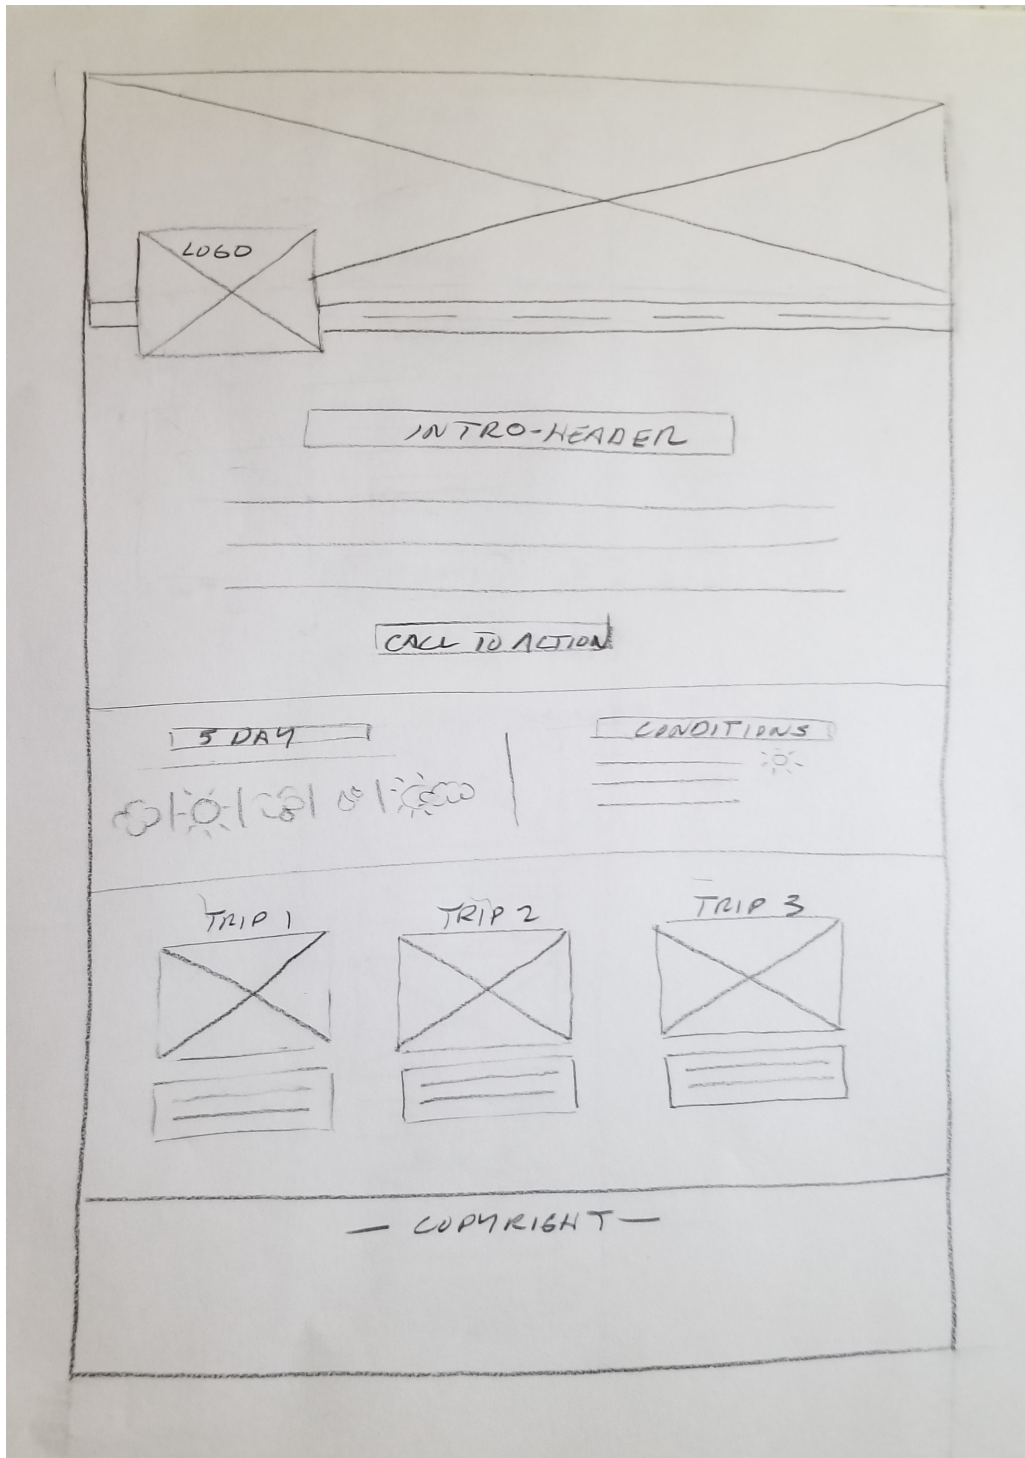 LOGO
INTRO-HEADER
CALL TO ACTION
5 DAY
CONDITIONS
TRIP 1
TRIP 2
TRIP 3
— COPYRIGHT —